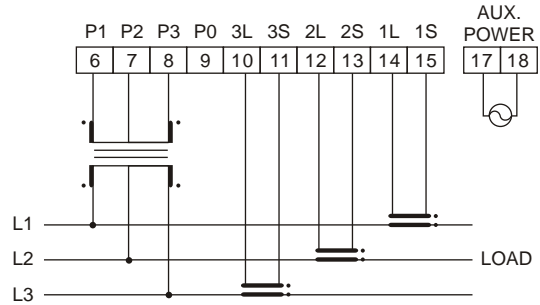 AUX.
P1 P2 P3 P0 3L 3S 2L 2S 1L 1S POWER
6 7 8 9 10 11 12 13 14 15 17 18
L1
L2 LOAD
L3